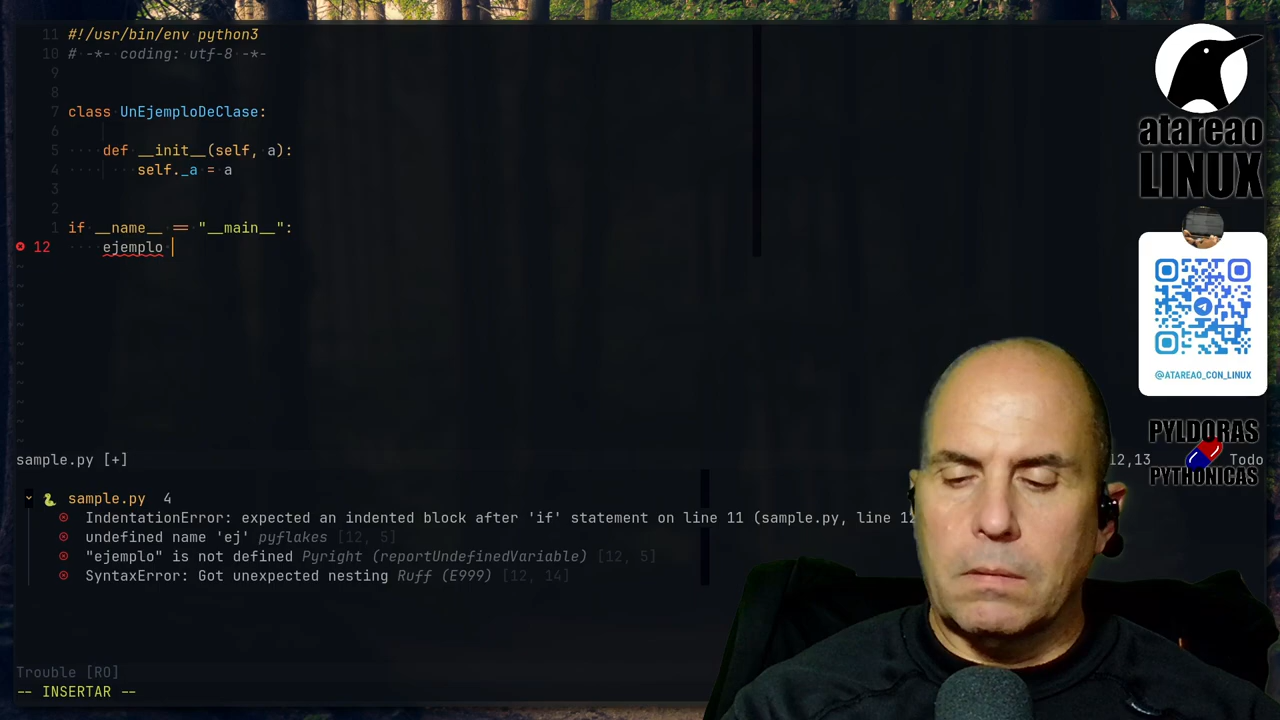 11 #!/usr/bin/env python3
10 # -*- coding: utf-8 -*-
9
8
7 class UnEjemploDeClase:
6
5 def __init__(self, a):
4 self._a = a
3
2
1 if __name__ == "__main__":
12 ejemplo
sample.py [+]
12,13
Todo
sample.py 4
IndentationError: expected an indented block after 'if' statement on line 11 (sample.py, line 12
undefined name 'ej' pyflakes [12, 5]
"ejemplo" is not defined Pyright (reportUndefinedVariable) [12, 5]
SyntaxError: Got unexpected nesting Ruff (E999) [12, 14]
Trouble [RO]
-- INSERTAR --
atareao
LINUX
@ATAREAO_CON_LINUX
PYLDORAS
PYTHONICAS